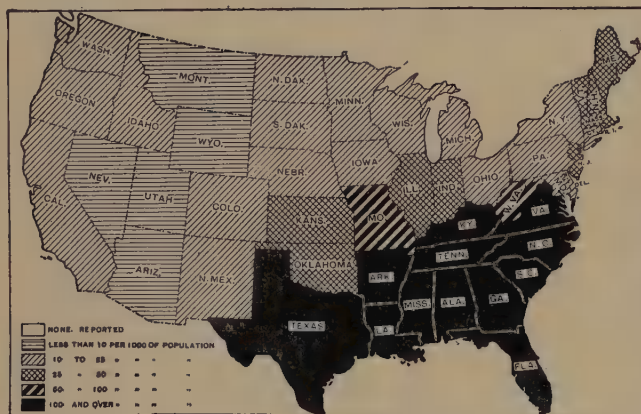 WASH.
MONT.
N. DAK.
MINN.
ME.
OREGON.
IDAHO.
WYO.
S. DAK.
WIS.
MICH.
N.Y.
NEV.
UTAH
NEBR.
IOWA
ILL.
IND.
OHIO
PA.
DEL.
CAL.
COLO.
KANS.
MO.
W. VA.
VA.
KY.
ARIZ.
N. MEX.
OKLAHOMA
ARK.
TENN.
N.C.
S.C.
TEXAS
LA.
MISS.
ALA.
GA.
FLA.
NONE. REPORTED
LESS THAN 10 PER 1000 OF POPULATION
10 TO 25 " " " "
25 " 50 " " " "
50 " 100 " " " "
100 AND OVER " " " "